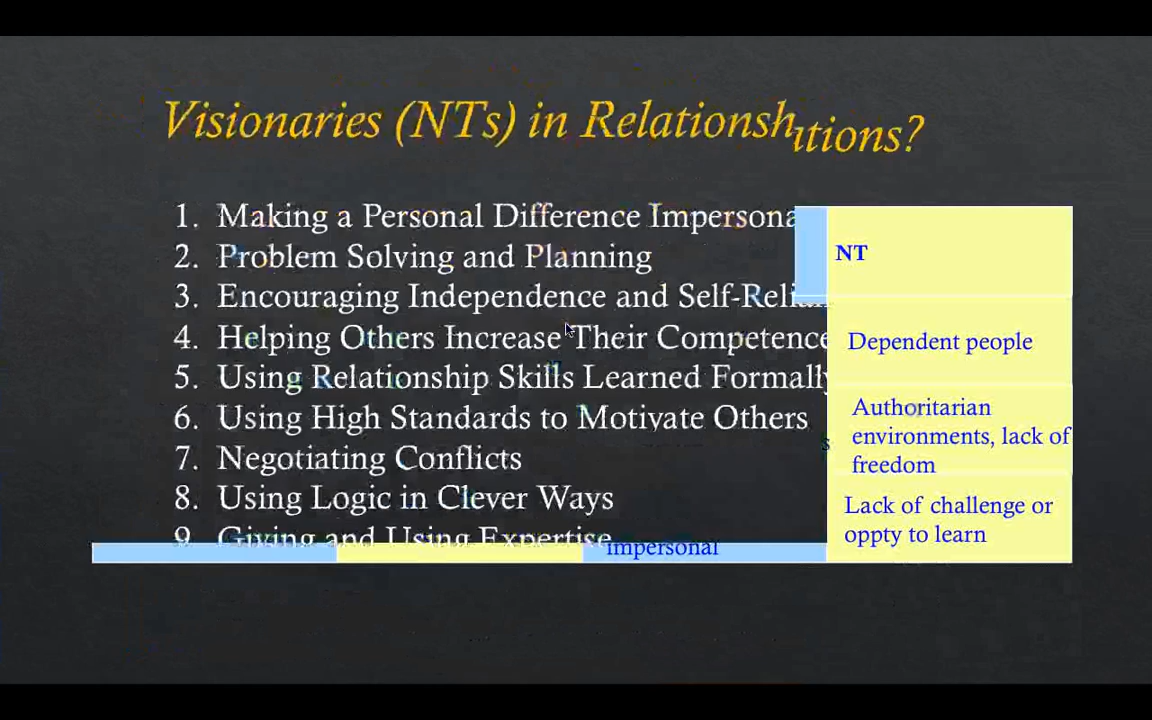 Visionaries (NTs) in Relationsh
itions?
1. Making a Personal Difference Impersona
2. Problem Solving and Planning
3. Encouraging Independence and Self-Relian
4. Helping Others Increase Their Competence
5. Using Relationship Skills Learned Formally
6. Using High Standards to Motivate Others
7. Negotiating Conflicts
8. Using Logic in Clever Ways
9. Giving and Using Expertise
impersonal
NT
Dependent people
Authoritarian
environments, lack of
freedom
Lack of challenge or
oppty to learn